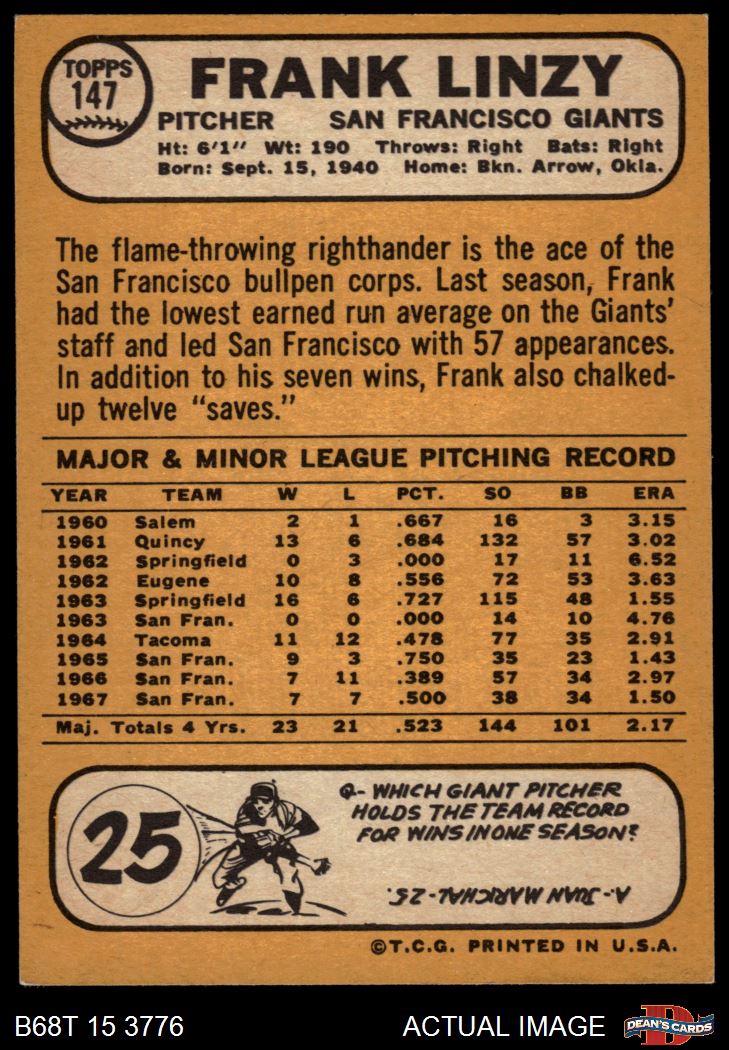 TOPPS
147
FRANK LINZY
PITCHER SAN FRANCISCO GIANTS
Ht: 6'1" Wt: 190 Throws: Right Bats: Right
Born: Sept. 15, 1940 Home: Bkn. Arrow, Okla.
The flame-throwing righthander is the ace of the
San Francisco bullpen corps. Last season, Frank
had the lowest earned run average on the Giants'
staff and led San Francisco with 57 appearances.
In addition to his seven wins, Frank also chalked-
up twelve "saves."
MAJOR & MINOR LEAGUE PITCHING RECORD
YEAR TEAM W L PCT. SO BB ERA
1960 Salem 2 1 .667 16 3 3.15
1961 Quincy 13 6 .684 132 57 3.02
1962 Springfield 0 3 .000 17 11 6.52
1962 Eugene 10 8 .556 72 53 3.63
1963 Springfield 16 6 .727 115 48 1.55
1963 San Fran. 0 0 .000 14 10 4.76
1964 Tacoma 11 12 .478 77 35 2.91
1965 San Fran. 9 3 .750 35 23 1.43
1966 San Fran. 7 11 .389 57 34 2.97
1967 San Fran. 7 7 .500 38 34 1.50
Maj. Totals 4 Yrs. 23 21 .523 144 101 2.17
25
Q- WHICH GIANT PITCHER
HOLDS THE TEAM RECORD
FOR WINS IN ONE SEASON?
A- JUAN MARICHAL-25.
©T.C.G. PRINTED IN U.S.A.
B68T 15 3776 ACTUAL IMAGE
DEAN'S CARDS